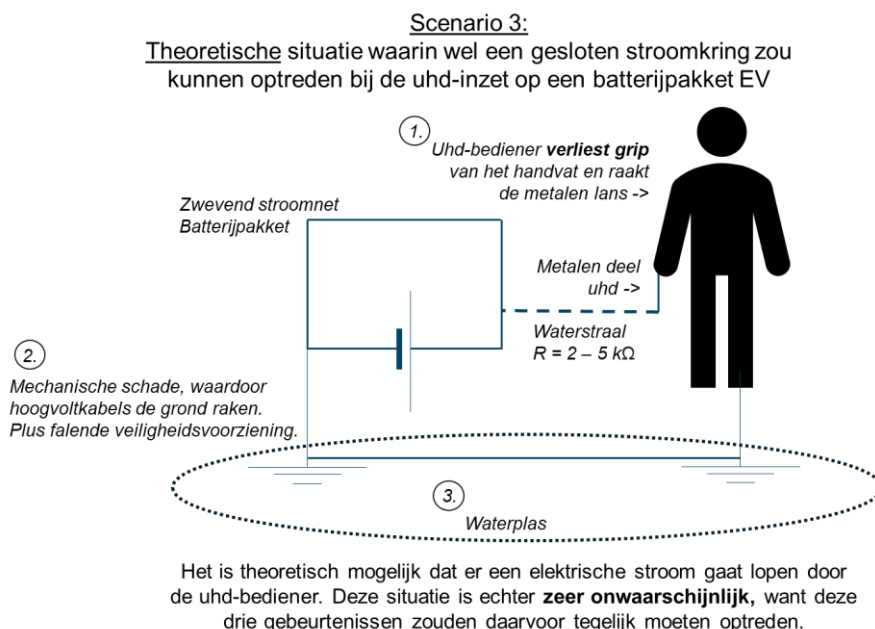 Scenario 3:
Theoretische situatie waarin wel een gesloten stroomkring zou
kunnen optreden bij de uhd-inzet op een batterijpakket EV
1.
Uhd-bediener verliest grip
van het handvat en raakt
de metalen lans ->
Zwevend stroomnet
Batterijpakket
Metalen deel
uhd ->
Waterstraal
R = 2 – 5 kΩ
2.
Mechanische schade, waardoor
hoogvoltkabels de grond raken.
Plus falende veiligheidsvoorziening.
3.
Waterplas
Het is theoretisch mogelijk dat er een elektrische stroom gaat lopen door
de uhd-bediener. Deze situatie is echter zeer onwaarschijnlijk, want deze
drie gebeurtenissen zouden daarvoor tegelijk moeten optreden.